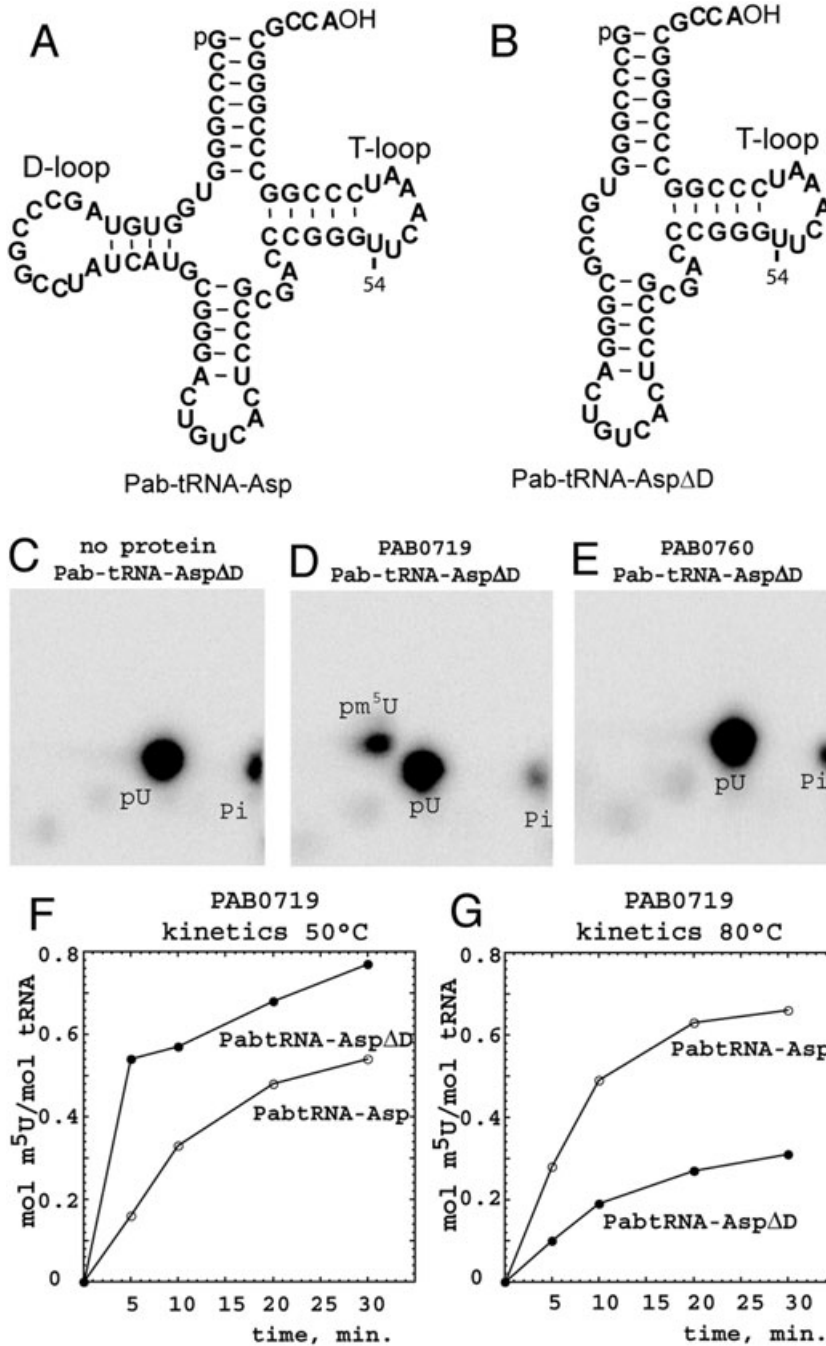 A
B
pG
CGCCAOH
pG
CGCCAOH
D-loop
T-loop
T-loop
54
54
Pab-tRNA-Asp
Pab-tRNA-AspΔD
C
no protein
Pab-tRNA-AspΔD
D
PAB0719
Pab-tRNA-AspΔD
E
PAB0760
Pab-tRNA-AspΔD
pU
Pi
pm⁵U
pU
Pi
pU
Pi
F
PAB0719
kinetics 50°C
mol m⁵U/mol tRNA
0.8
0.6
0.4
0.2
0
PabtRNA-AspΔD
PabtRNA-Asp
5 10 15 20 25 30
time, min.
G
PAB0719
kinetics 80°C
mol m⁵U/mol tRNA
0.8
0.6
0.4
0.2
0
PabtRNA-Asp
PabtRNA-AspΔD
5 10 15 20 25 30
time, min.